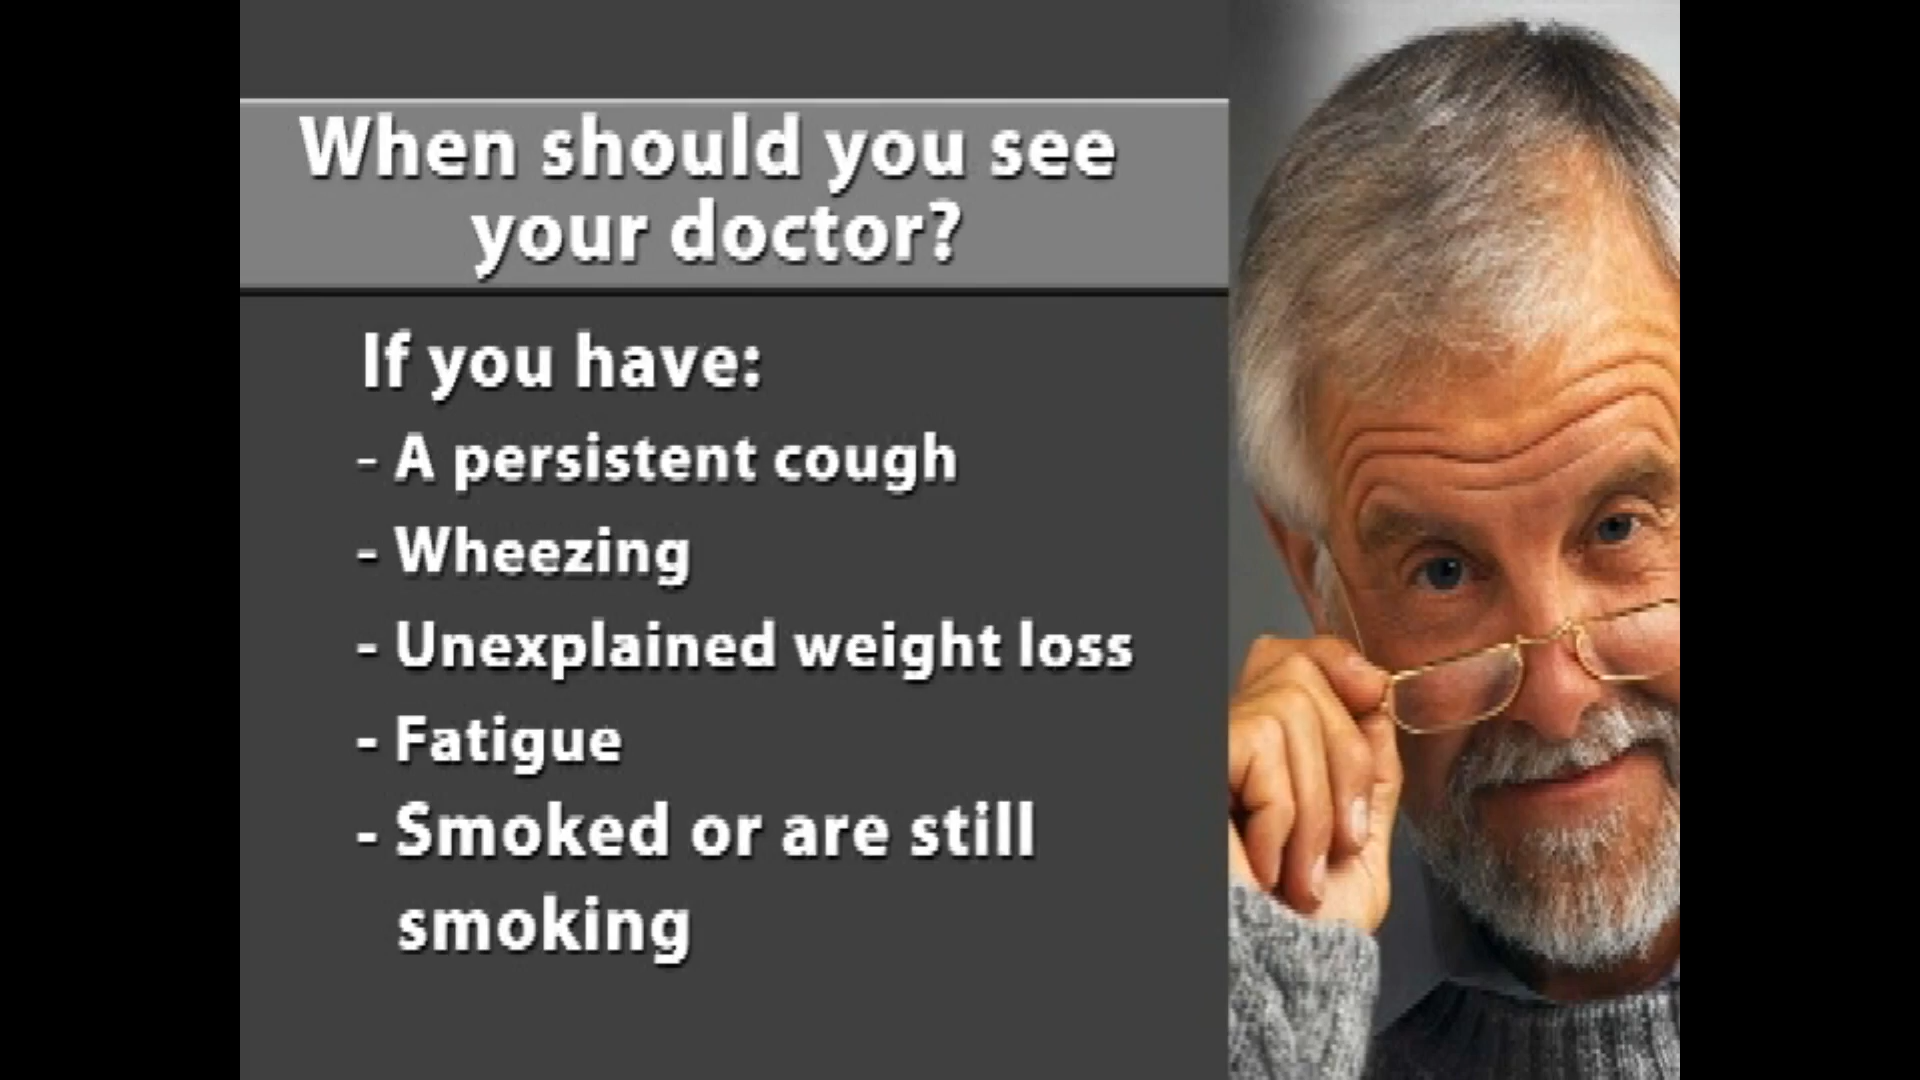 When should you see
your doctor?
If you have:
- A persistent cough
- Wheezing
- Unexplained weight loss
- Fatigue
- Smoked or are still
smoking